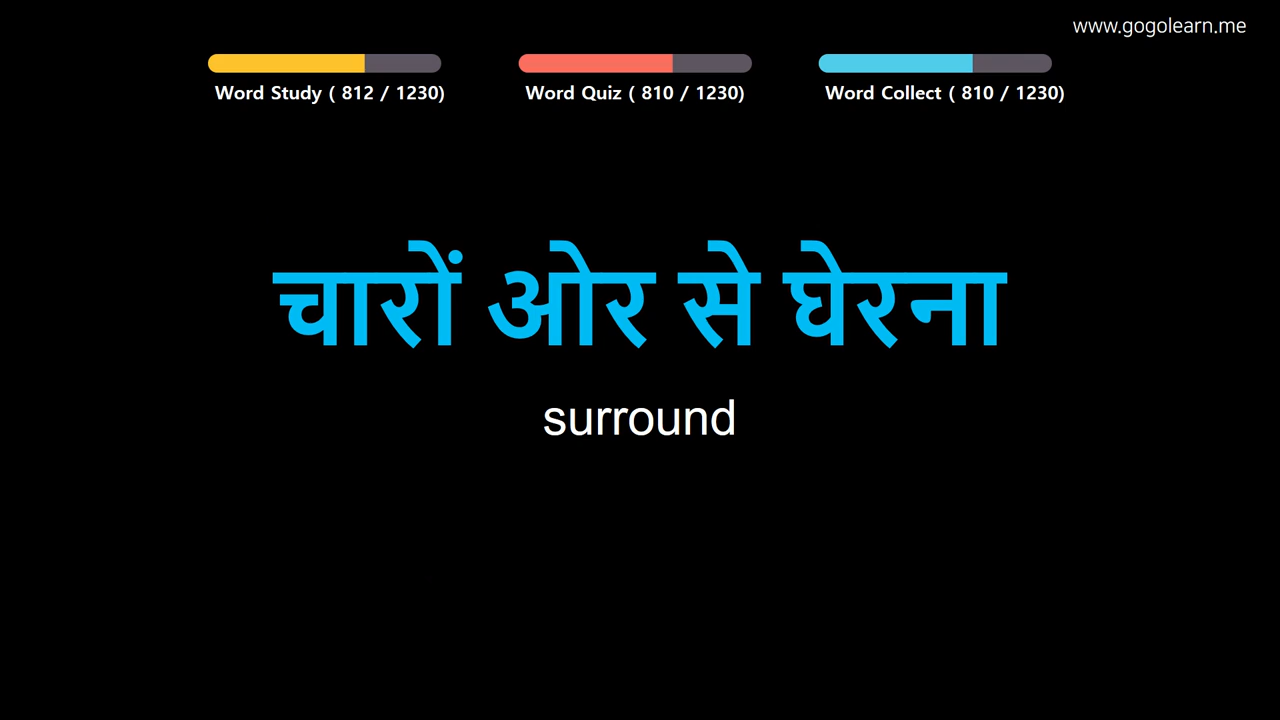 www.gogolearn.me
Word Study ( 812 / 1230)
Word Quiz ( 810 / 1230)
Word Collect ( 810 / 1230)
चारों ओर से घेरना
surround